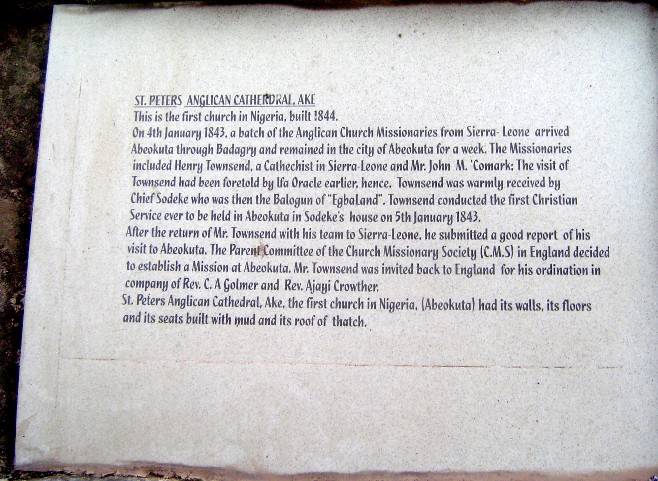 ST. PETERS ANGLICAN CATHERDRAL, AKE
This is the first church in Nigeria, built 1844.
On 4th January 1843, a batch of the Anglican Church Missionaries from Sierra- Leone arrived
Abeokuta through Badagry and remained in the city of Abeokuta for a week. The Missionaries
included Henry Townsend, a Cathechist in Sierra-Leone and Mr. John M. 'Comark: The visit of
Townsend had been foretold by Ifa Oracle earlier, hence, Townsend was warmly received by
Chief Sodeke who was then the Balogun of "EgbaLand". Townsend conducted the first Christian
Service ever to be held in Abeokuta in Sodeke's house on 5th January 1843.
After the return of Mr. Townsend with his team to Sierra-Leone, he submitted a good report of his
visit to Abeokuta. The Parent Committee of the Church Missionary Society (C.M.S) in England decided
to establish a Mission at Abeokuta. Mr. Townsend was invited back to England for his ordination in
company of Rev. C. A Golmer and Rev. Ajayi Crowther.
St. Peters Anglican Cathedral, Ake, the first church in Nigeria, (Abeokuta) had its walls, its floors
and its seats built with mud and its roof of thatch.